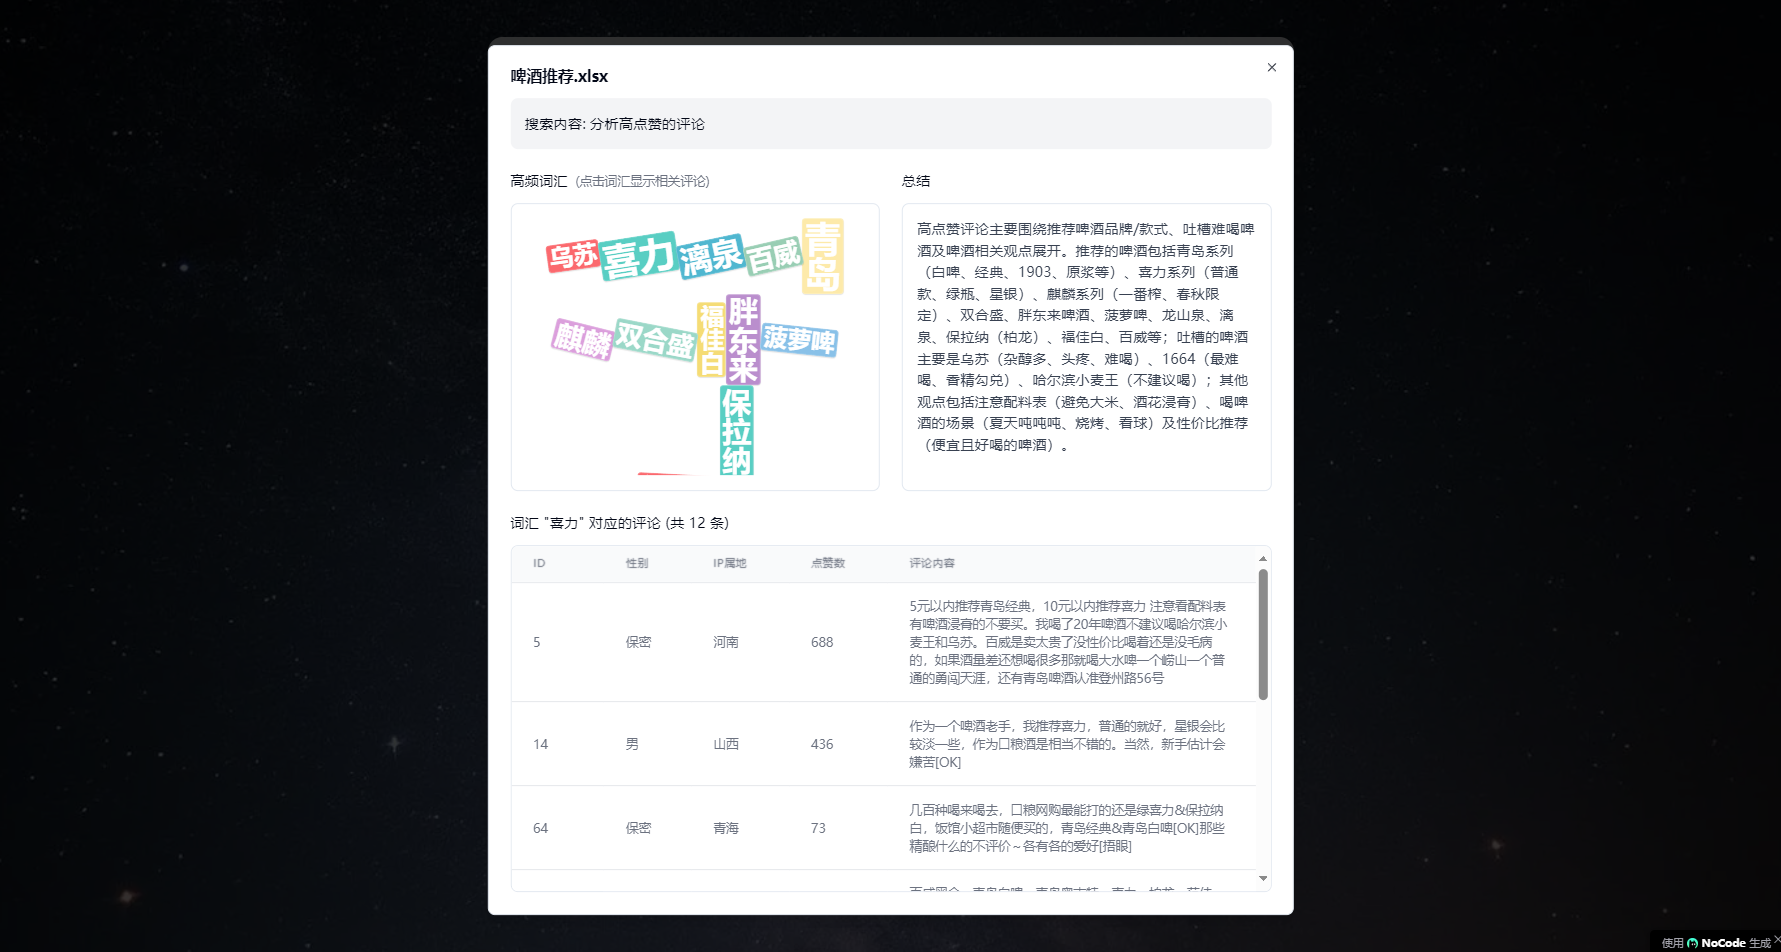 啤酒推荐.xlsx
搜索内容: 分析高点赞的评论
高频词汇 (点击词汇显示相关评论)
乌苏
喜力
漓泉
百威
青岛
麒麟
双合盛
福佳白
胖东来
菠萝啤
保拉纳
总结
高点赞评论主要围绕推荐啤酒品牌/款式、吐槽难喝啤
酒及啤酒相关观点展开。推荐的啤酒包括青岛系列
（白啤、经典、1903、原浆等）、喜力系列（普通
款、绿瓶、星银）、麒麟系列（一番榨、春秋限
定）、双合盛、胖东来啤酒、菠萝啤、龙山泉、漓
泉、保拉纳（柏龙）、福佳白、百威等；吐槽的啤酒
主要是乌苏（杂醇多、头疼、难喝）、1664（最难
喝、香精勾兑）、哈尔滨小麦王（不建议喝）；其他
观点包括注意配料表（避免大米、酒花浸膏）、喝啤
酒的场景（夏天吨吨吨、烧烤、看球）及性价比推荐
（便宜且好喝的啤酒）。
词汇 "喜力" 对应的评论 (共 12 条)
ID 性别 IP属地 点赞数 评论内容
5 保密 河南 688
5元以内推荐青岛经典，10元以内推荐喜力 注意看配料表
有啤酒浸膏的不要买。我喝了20年啤酒不建议喝哈尔滨小
麦王和乌苏。百威是卖太贵了没性价比喝着还是没毛病
的，如果酒量差还想喝很多那就喝大水啤一个崂山一个普
通的勇闯天涯，还有青岛啤酒认准登州路56号
14 男 山西 436
作为一个啤酒老手，我推荐喜力，普通的就好，星银会比
较淡一些，作为口粮酒是相当不错的。当然，新手估计会
嫌苦[OK]
64 保密 青海 73
几百种喝来喝去，口粮网购最能打的还是绿喜力&保拉纳
白，饭馆小超市随便买的，青岛经典&青岛白啤[OK]那些
精酿什么的不评价～各有各的爱好[捂眼]
使用 NoCode 生成